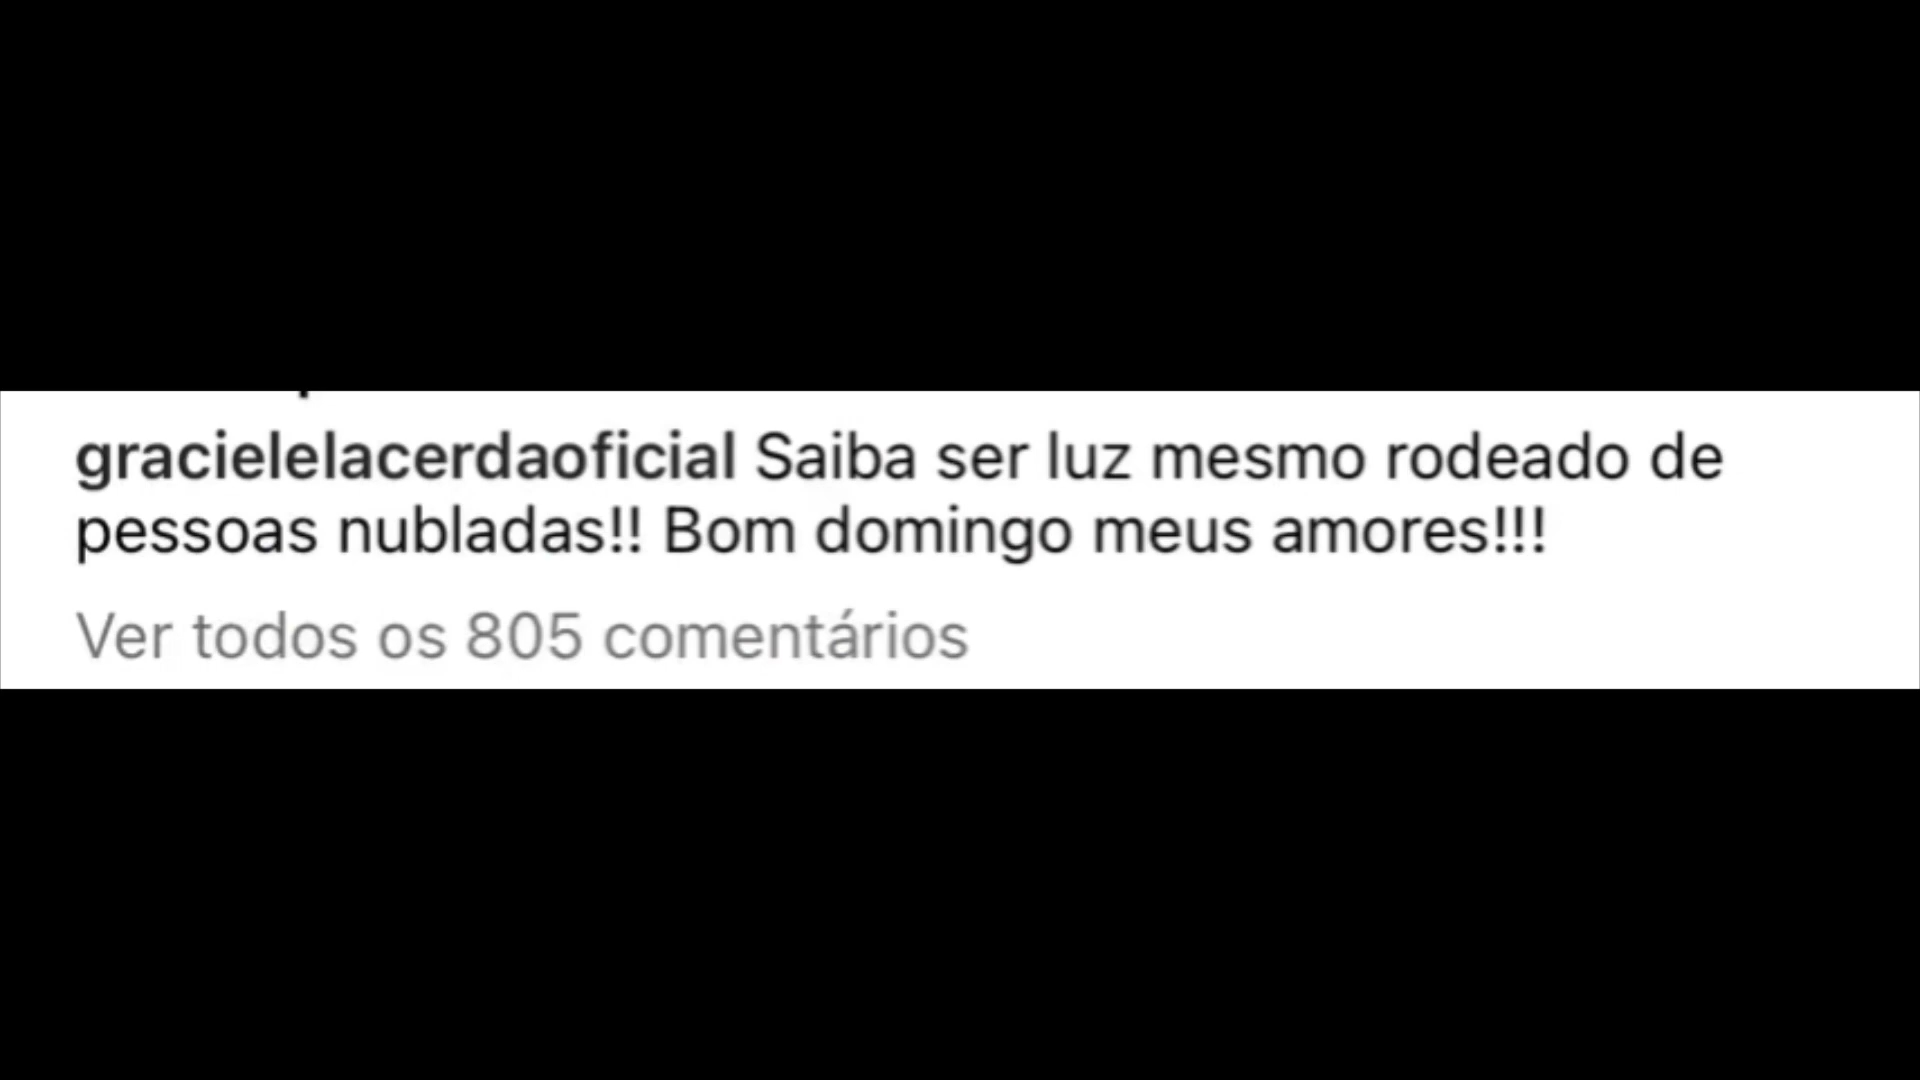 gracielelacerdaoficial Saiba ser luz mesmo rodeado de
pessoas nubladas!! Bom domingo meus amores!!!
Ver todos os 805 comentários